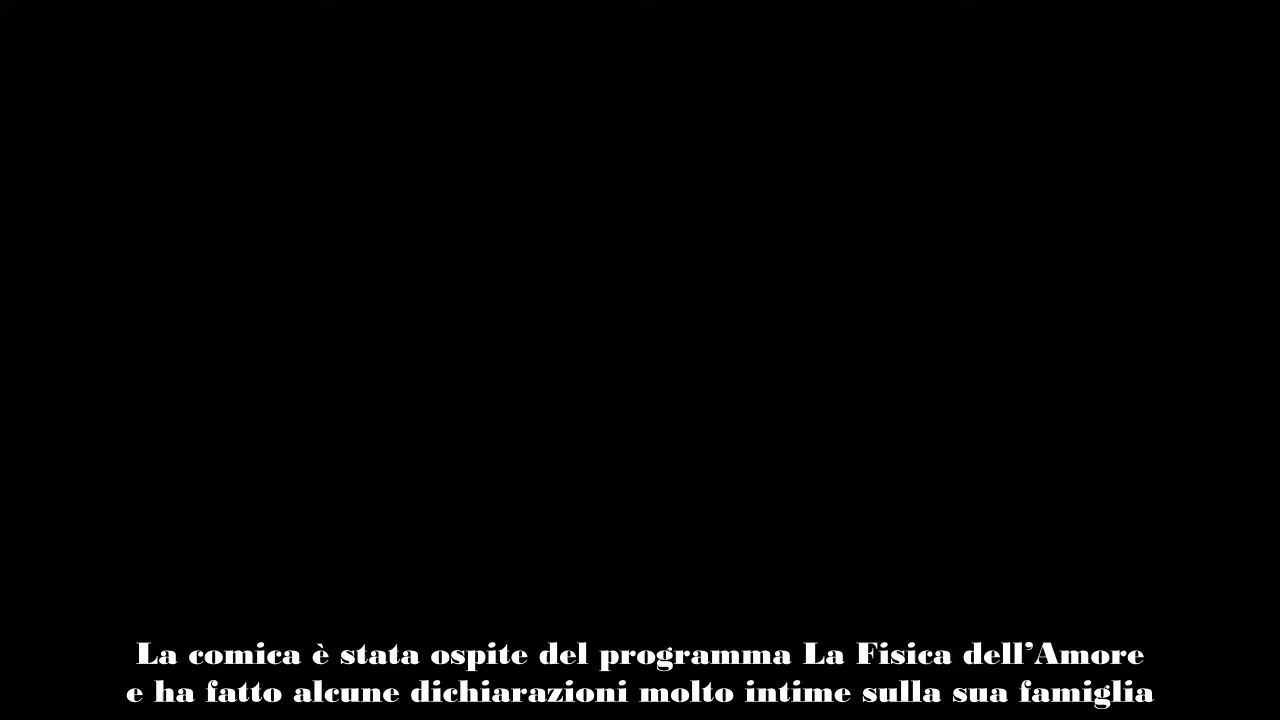 La comica è stata ospite del programma La Fisica dell’Amore
e ha fatto alcune dichiarazioni molto intime sulla sua famiglia